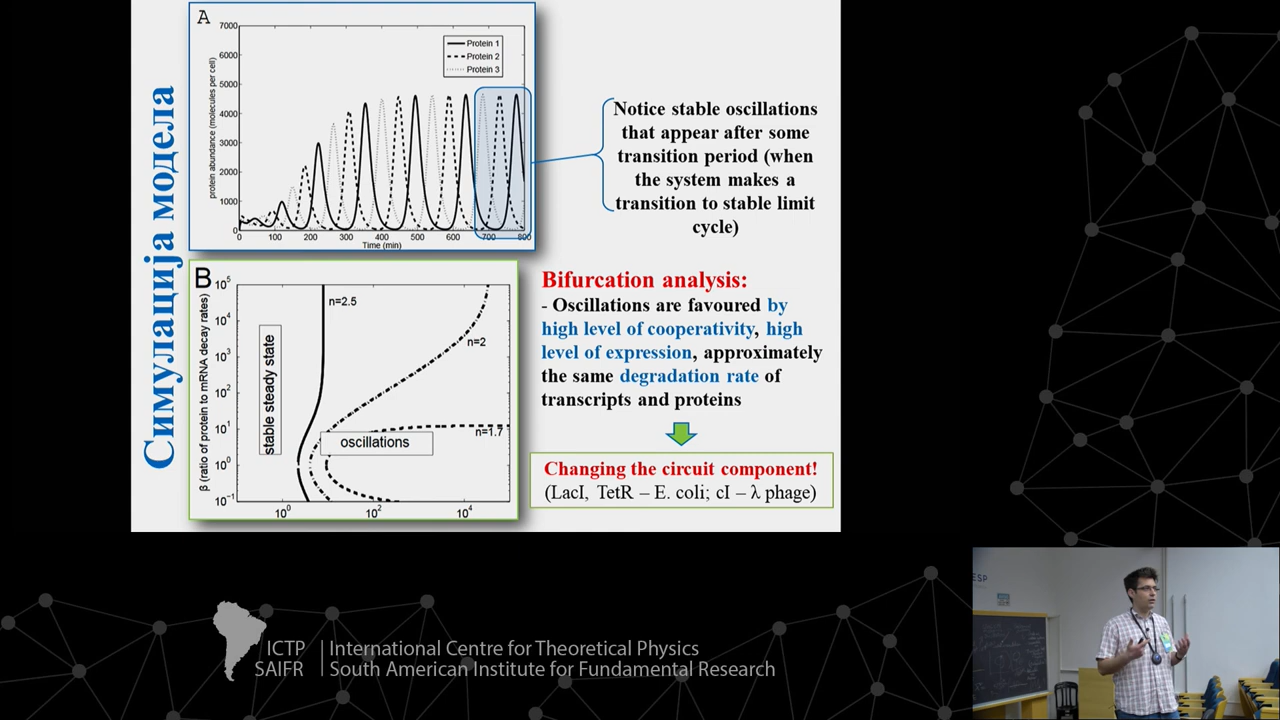 Симулација модела
A
7000
6000
5000
4000
3000
2000
1000
0
protein abundance (molecules per cell)
Protein 1
Protein 2
Protein 3
0 100 200 300 400 500 600 700 800
Time (min)
Notice stable oscillations
that appear after some
transition period (when
the system makes a
transition to stable limit
cycle)
B
β (ratio of protein to mRNA decay rates)
10⁵
10⁴
10³
10²
10¹
10⁰
10⁻¹
n=2.5
n=2
n=1.7
stable steady state
oscillations
10⁰ 10² 10⁴
Bifurcation analysis:
- Oscillations are favoured by
high level of cooperativity, high
level of expression, approximately
the same degradation rate of
transcripts and proteins
Changing the circuit component!
(LacI, TetR – E. coli; cI – λ phage)
ESP
ICTP | International Centre for Theoretical Physics
SAIFR | South American Institute for Fundamental Research